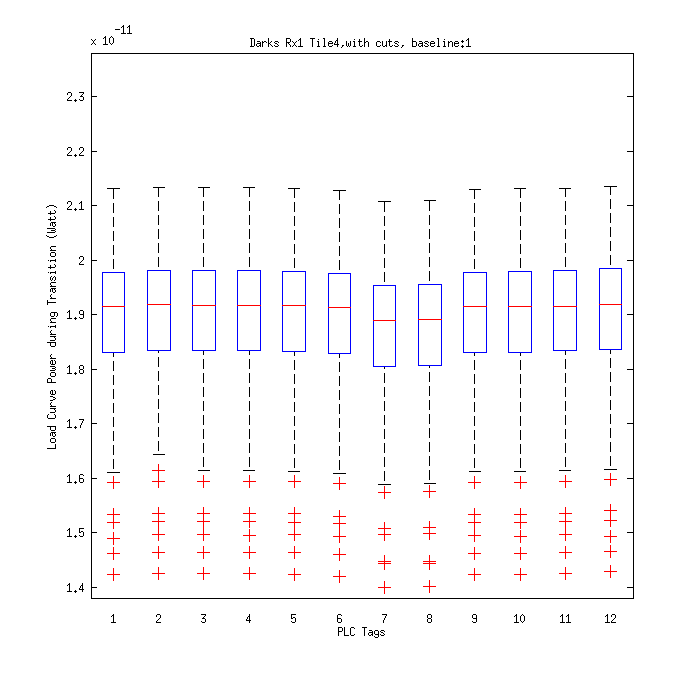 x 10^-11
Darks Rx1 Tile4,with cuts, baseline:1
Load Curve Power during Transition (Watt)
2.3
2.2
2.1
2
1.9
1.8
1.7
1.6
1.5
1.4
1 2 3 4 5 6 7 8 9 10 11 12
PLC Tags